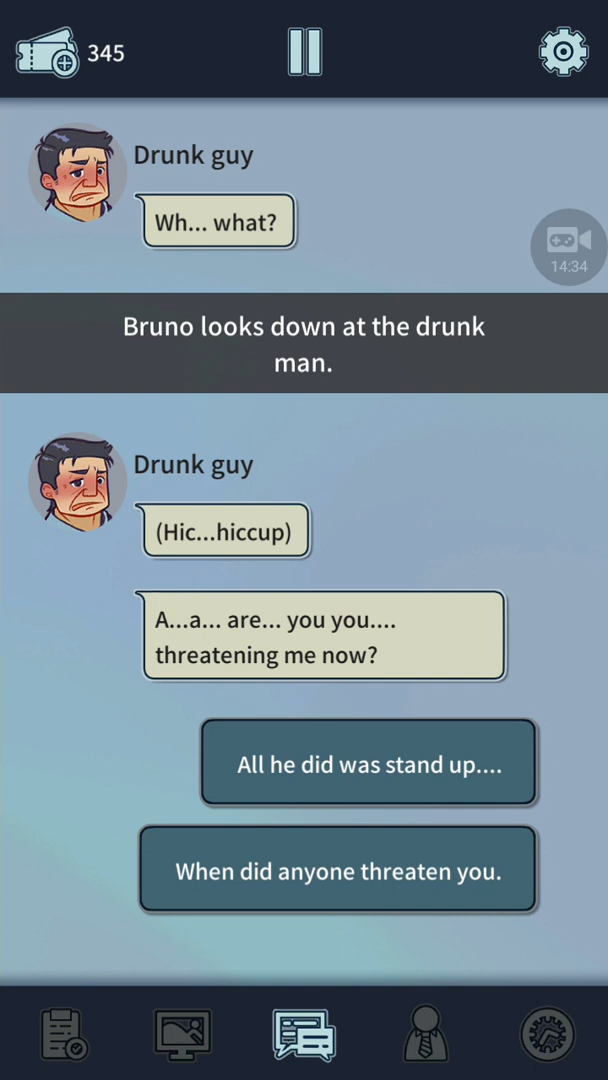 345
Drunk guy
Wh... what?
14:34
Bruno looks down at the drunk
man.
Drunk guy
(Hic...hiccup)
A...a... are... you you....
threatening me now?
All he did was stand up....
When did anyone threaten you.